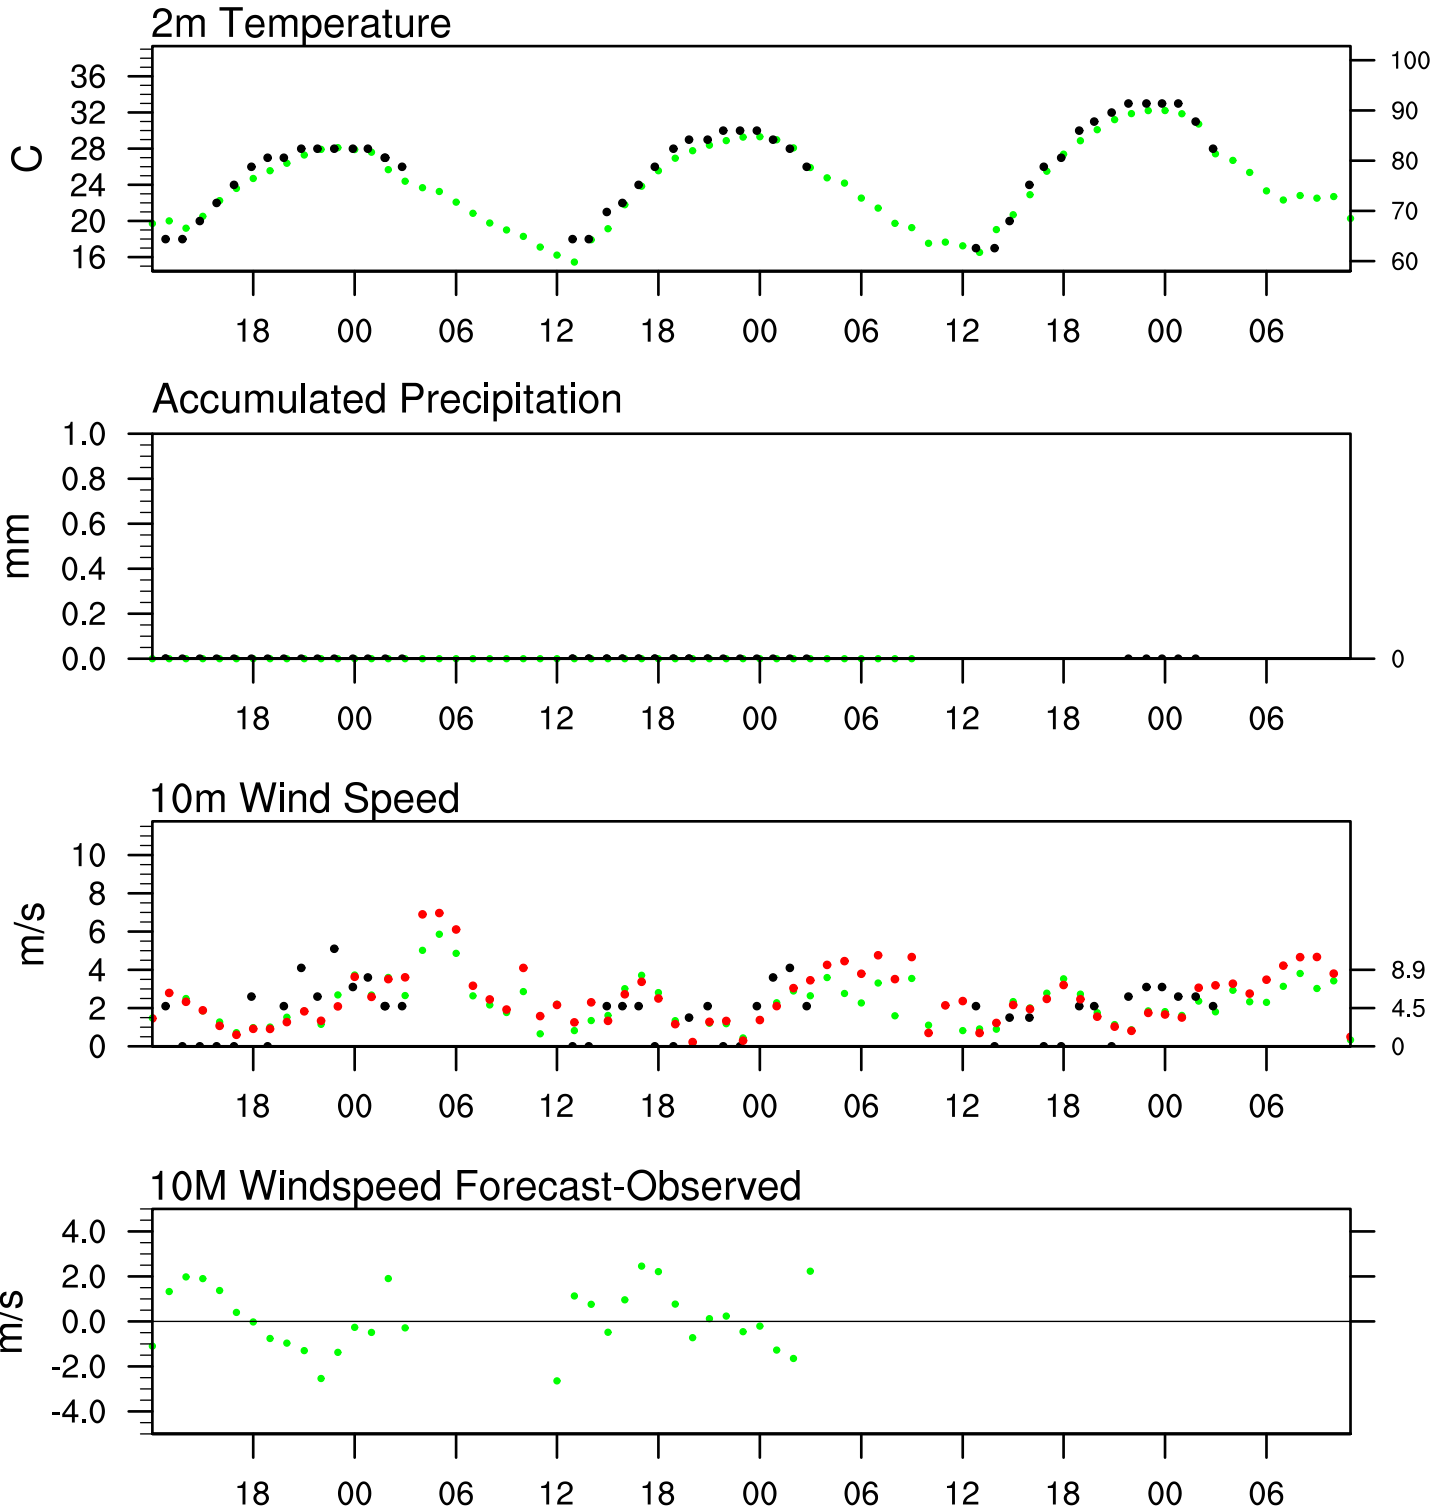 2m Temperature
36
32
28
24
20
16
C
100
90
80
70
60
18 00 06 12 18 00 06 12 18 00 06
Accumulated Precipitation
1.0
0.8
0.6
0.4
0.2
0.0
mm
0
18 00 06 12 18 00 06 12 18 00 06
10m Wind Speed
10
8
6
4
2
0
m/s
8.9
4.5
0
18 00 06 12 18 00 06 12 18 00 06
10M Windspeed Forecast-Observed
4.0
2.0
0.0
-2.0
-4.0
m/s
18 00 06 12 18 00 06 12 18 00 06